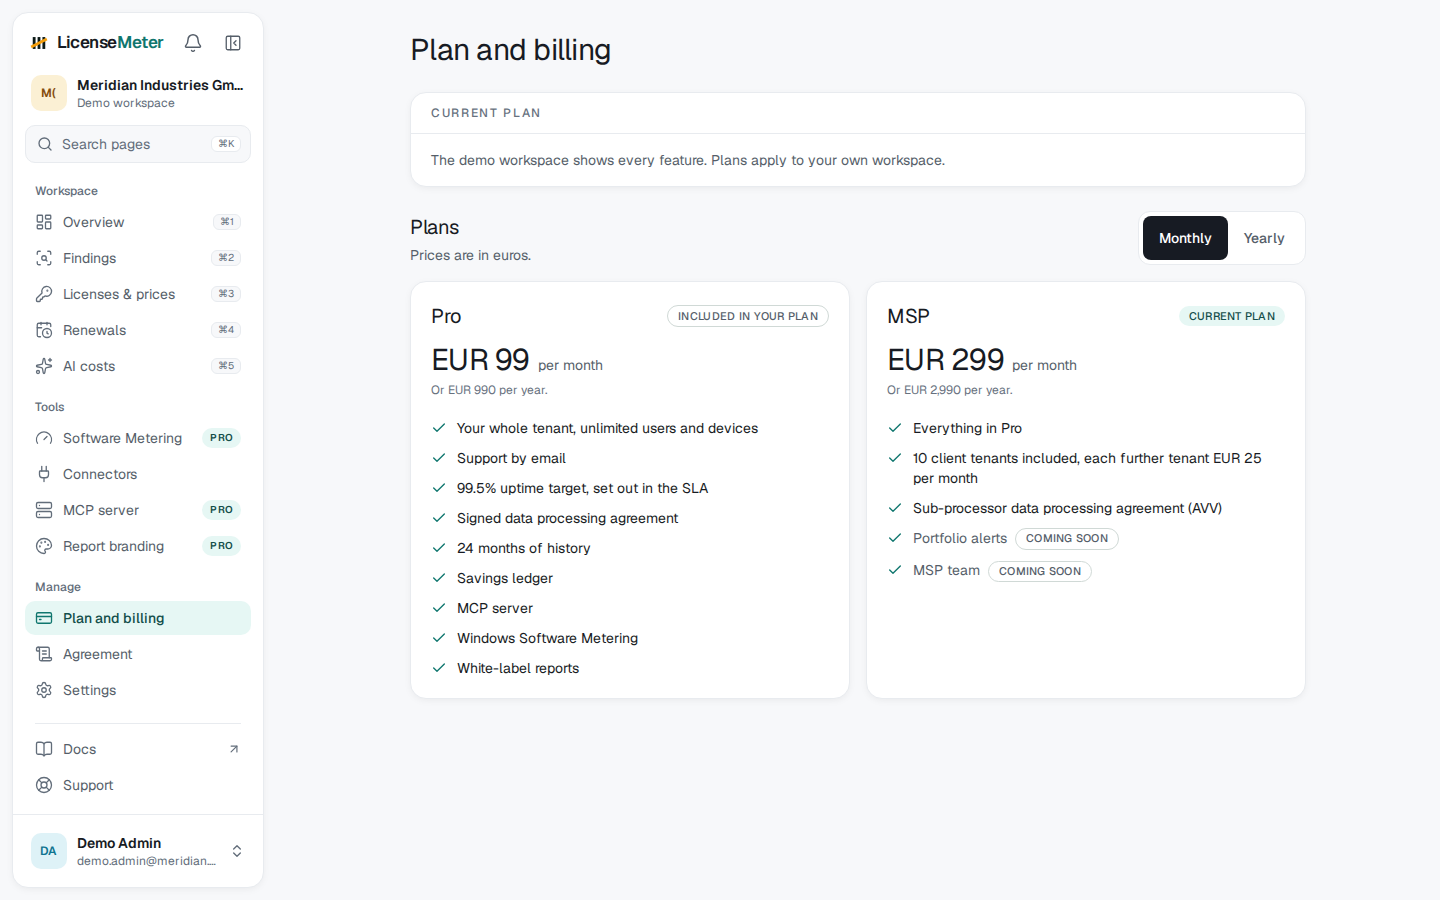 LicenseMeter
M(
Meridian Industries Gm...
Demo workspace
Search pages
⌘K
Workspace
Overview
⌘1
Findings
⌘2
Licenses & prices
⌘3
Renewals
⌘4
AI costs
⌘5
Tools
Software Metering
PRO
Connectors
MCP server
PRO
Report branding
PRO
Manage
Plan and billing
Agreement
Settings
Docs
Support
DA
Demo Admin
demo.admin@meridian....
Plan and billing
CURRENT PLAN
The demo workspace shows every feature. Plans apply to your own workspace.
Plans
Prices are in euros.
Monthly
Yearly
Pro
INCLUDED IN YOUR PLAN
EUR 99 per month
Or EUR 990 per year.
Your whole tenant, unlimited users and devices
Support by email
99.5% uptime target, set out in the SLA
Signed data processing agreement
24 months of history
Savings ledger
MCP server
Windows Software Metering
White-label reports
MSP
CURRENT PLAN
EUR 299 per month
Or EUR 2,990 per year.
Everything in Pro
10 client tenants included, each further tenant EUR 25
per month
Sub-processor data processing agreement (AVV)
Portfolio alerts COMING SOON
MSP team COMING SOON